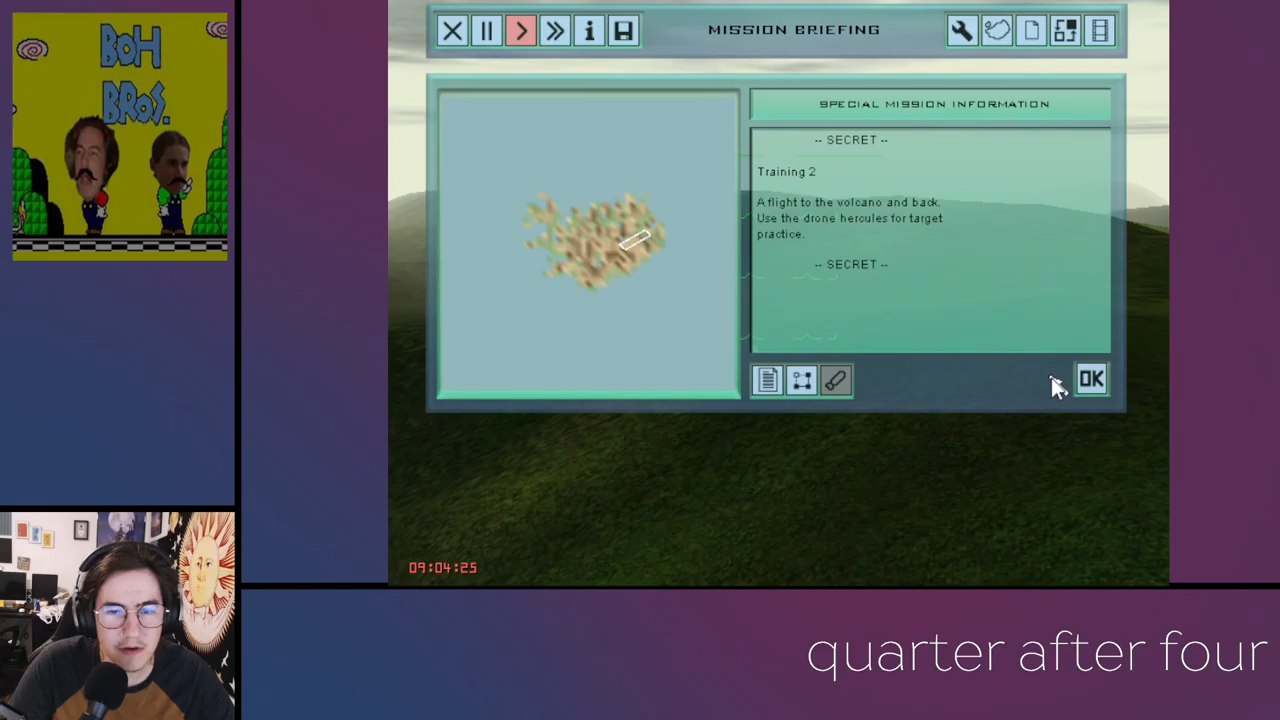 BOH
BROS.
MISSION BRIEFING
SPECIAL MISSION INFORMATION
-- SECRET --
Training 2
A flight to the volcano and back.
Use the drone hercules for target
practice.
-- SECRET --
OK
09:04:25
quarter after four